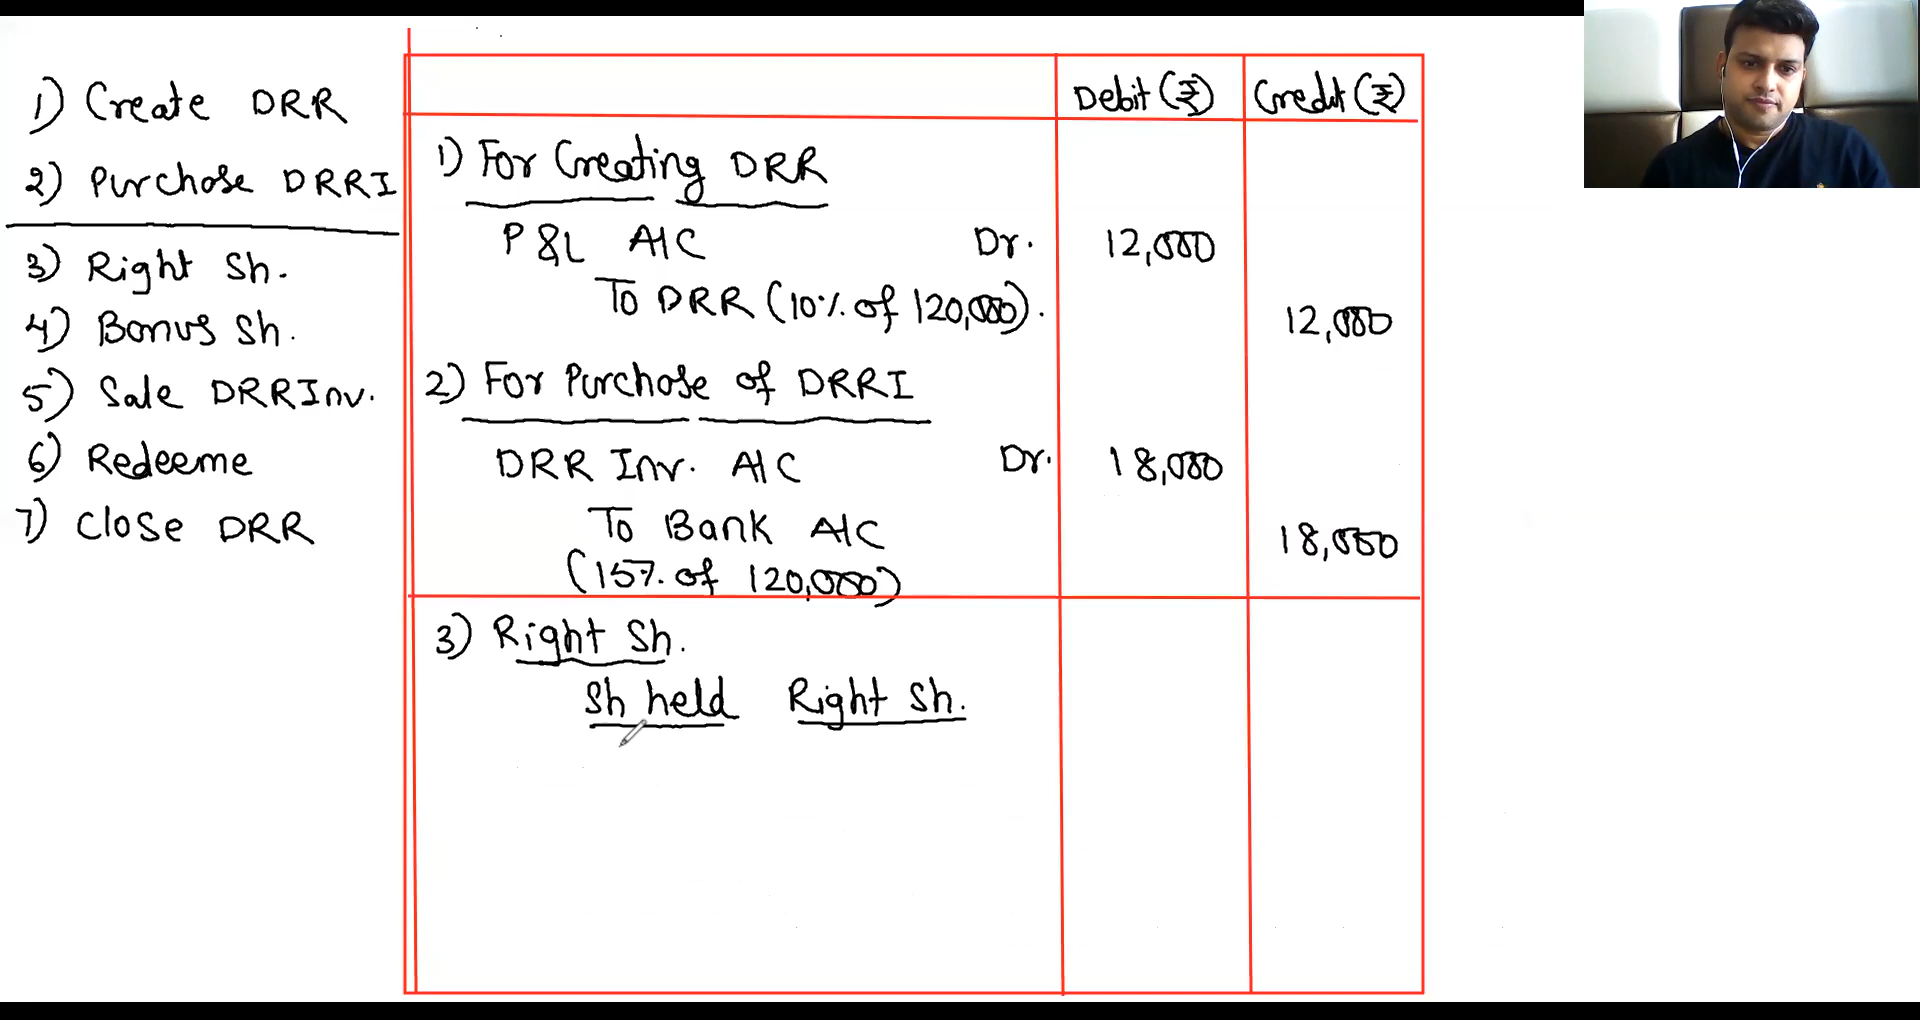 1) Create DRR
2) Purchase DRRI
3) Right Sh.
4) Bonus Sh.
5) Sale DRRInv.
6) Redeeme
7) Close DRR
Debit (₹) Credit (₹)
1) For Creating DRR
P&L A/C Dr. 12,000
To DRR (10% of 120,000). 12,000
2) For Purchase of DRRI
DRR Inv. A/C Dr. 18,000
To Bank A/C 18,000
(15% of 120,000)
3) Right Sh.
Sh held Right Sh.